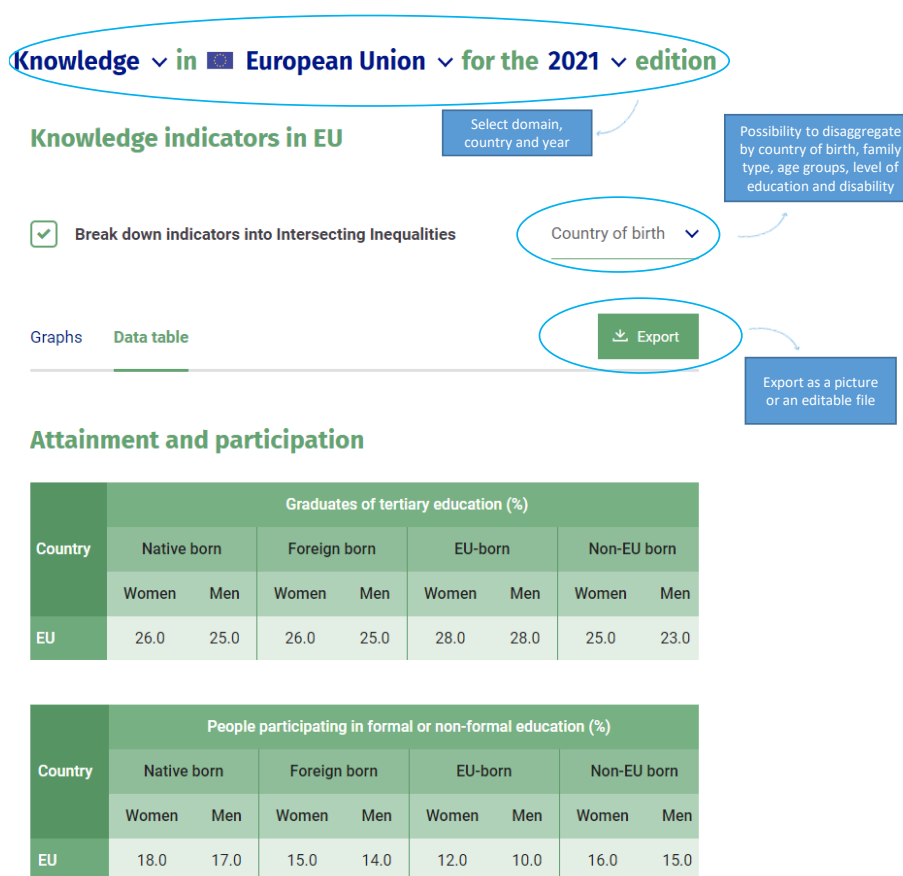 Knowledge in European Union for the 2021 edition
Knowledge indicators in EU
Select domain,
country and year
Possibility to disaggregate
by country of birth, family
type, age groups, level of
education and disability
Break down indicators into Intersecting Inequalities
Country of birth
Graphs Data table
Export
Export as a picture
or an editable file
Attainment and participation
Graduates of tertiary education (%)
Country Native born Foreign born EU-born Non-EU born
Women Men Women Men Women Men Women Men
EU 26.0 25.0 26.0 25.0 28.0 28.0 25.0 23.0
People participating in formal or non-formal education (%)
Country Native born Foreign born EU-born Non-EU born
Women Men Women Men Women Men Women Men
EU 18.0 17.0 15.0 14.0 12.0 10.0 16.0 15.0